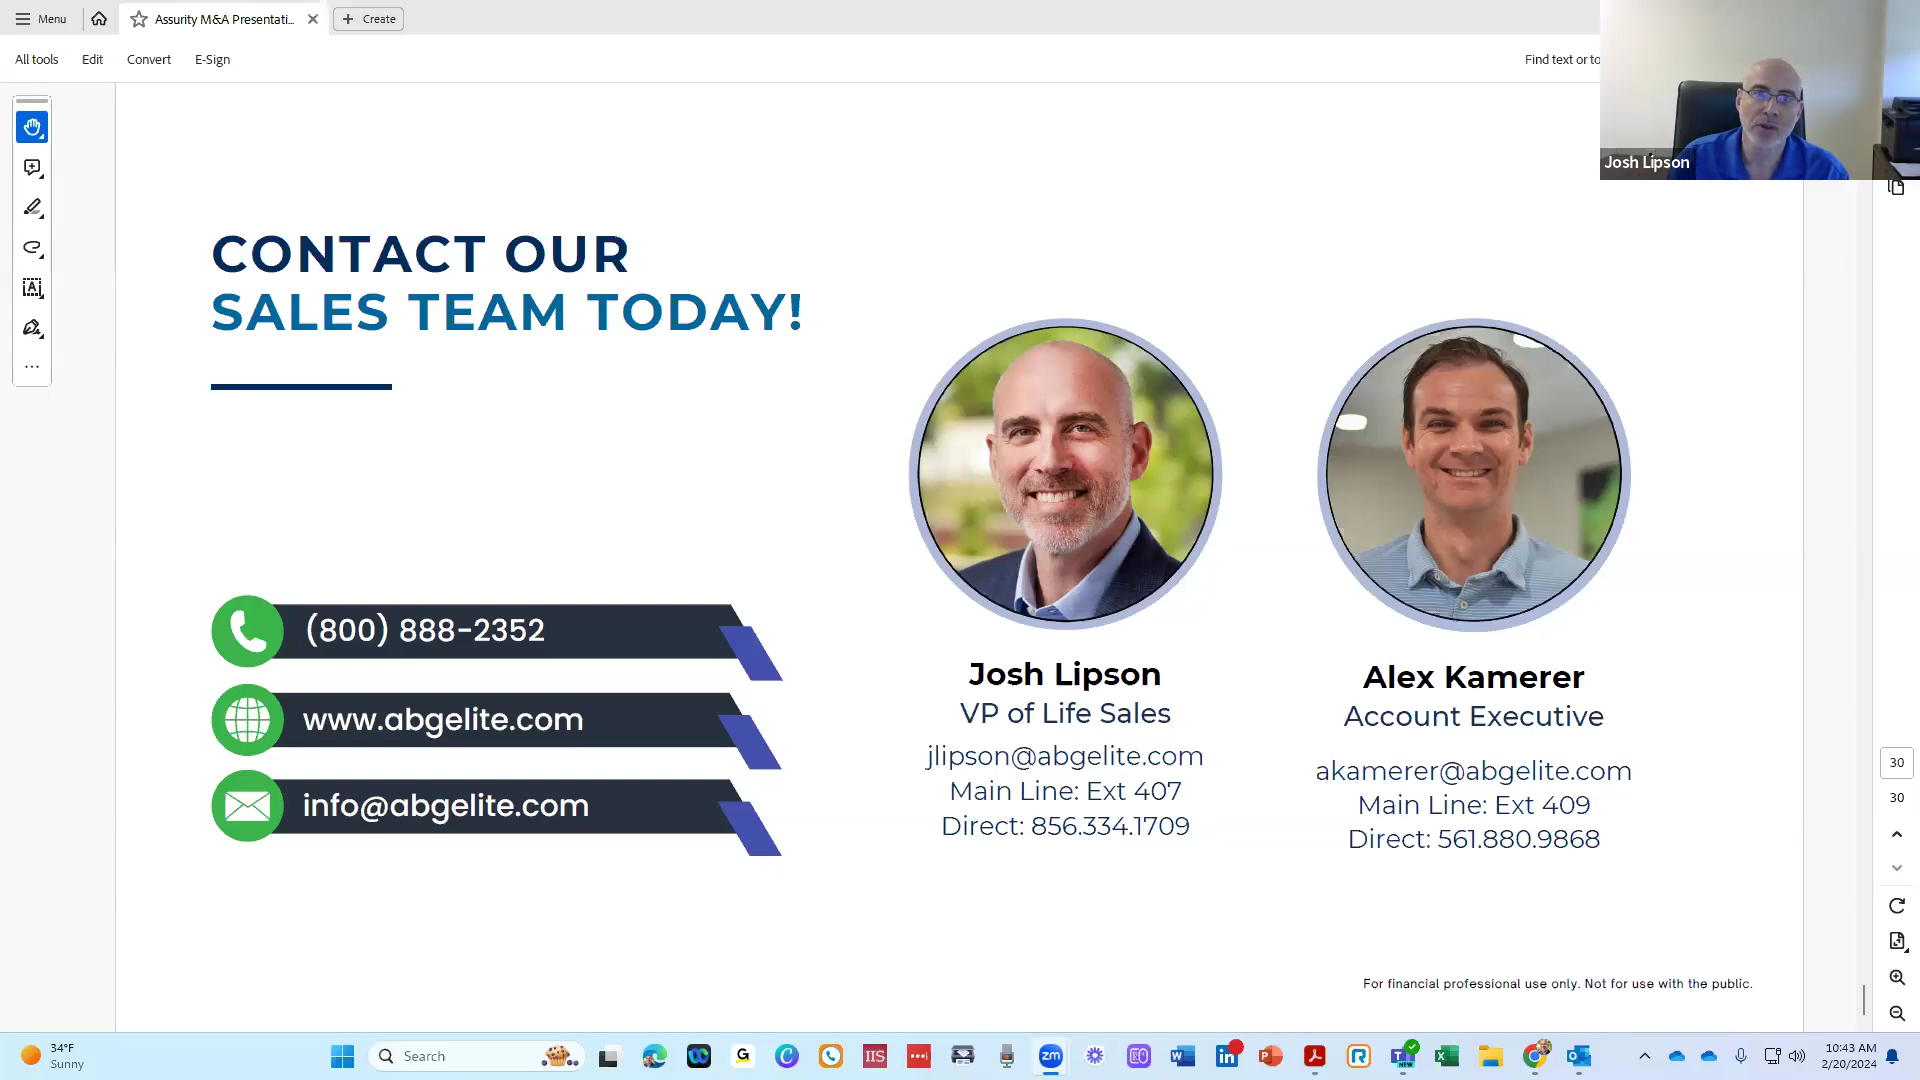 Menu
Assurity M&A Presentati...
Create
All tools
Edit
Convert
E-Sign
Find text or to
Josh Lipson
CONTACT OUR
SALES TEAM TODAY!
(800) 888-2352
www.abgelite.com
info@abgelite.com
Josh Lipson
VP of Life Sales
jlipson@abgelite.com
Main Line: Ext 407
Direct: 856.334.1709
Alex Kamerer
Account Executive
akamerer@abgelite.com
Main Line: Ext 409
Direct: 561.880.9868
30
30
For financial professional use only. Not for use with the public.
34°F
Sunny
Search
IIS
zm
NEW
10:43 AM
2/20/2024